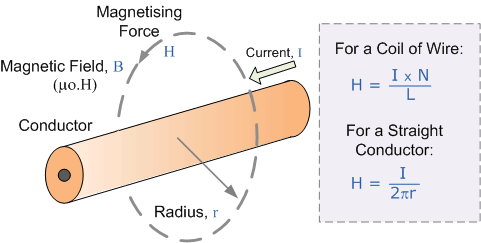 Magnetising
Force
H
Current, I
Magnetic Field, B
(μo.H)
Conductor
Radius, r
For a Coil of Wire:
H = I x N
L
For a Straight
Conductor:
H = I
2πr